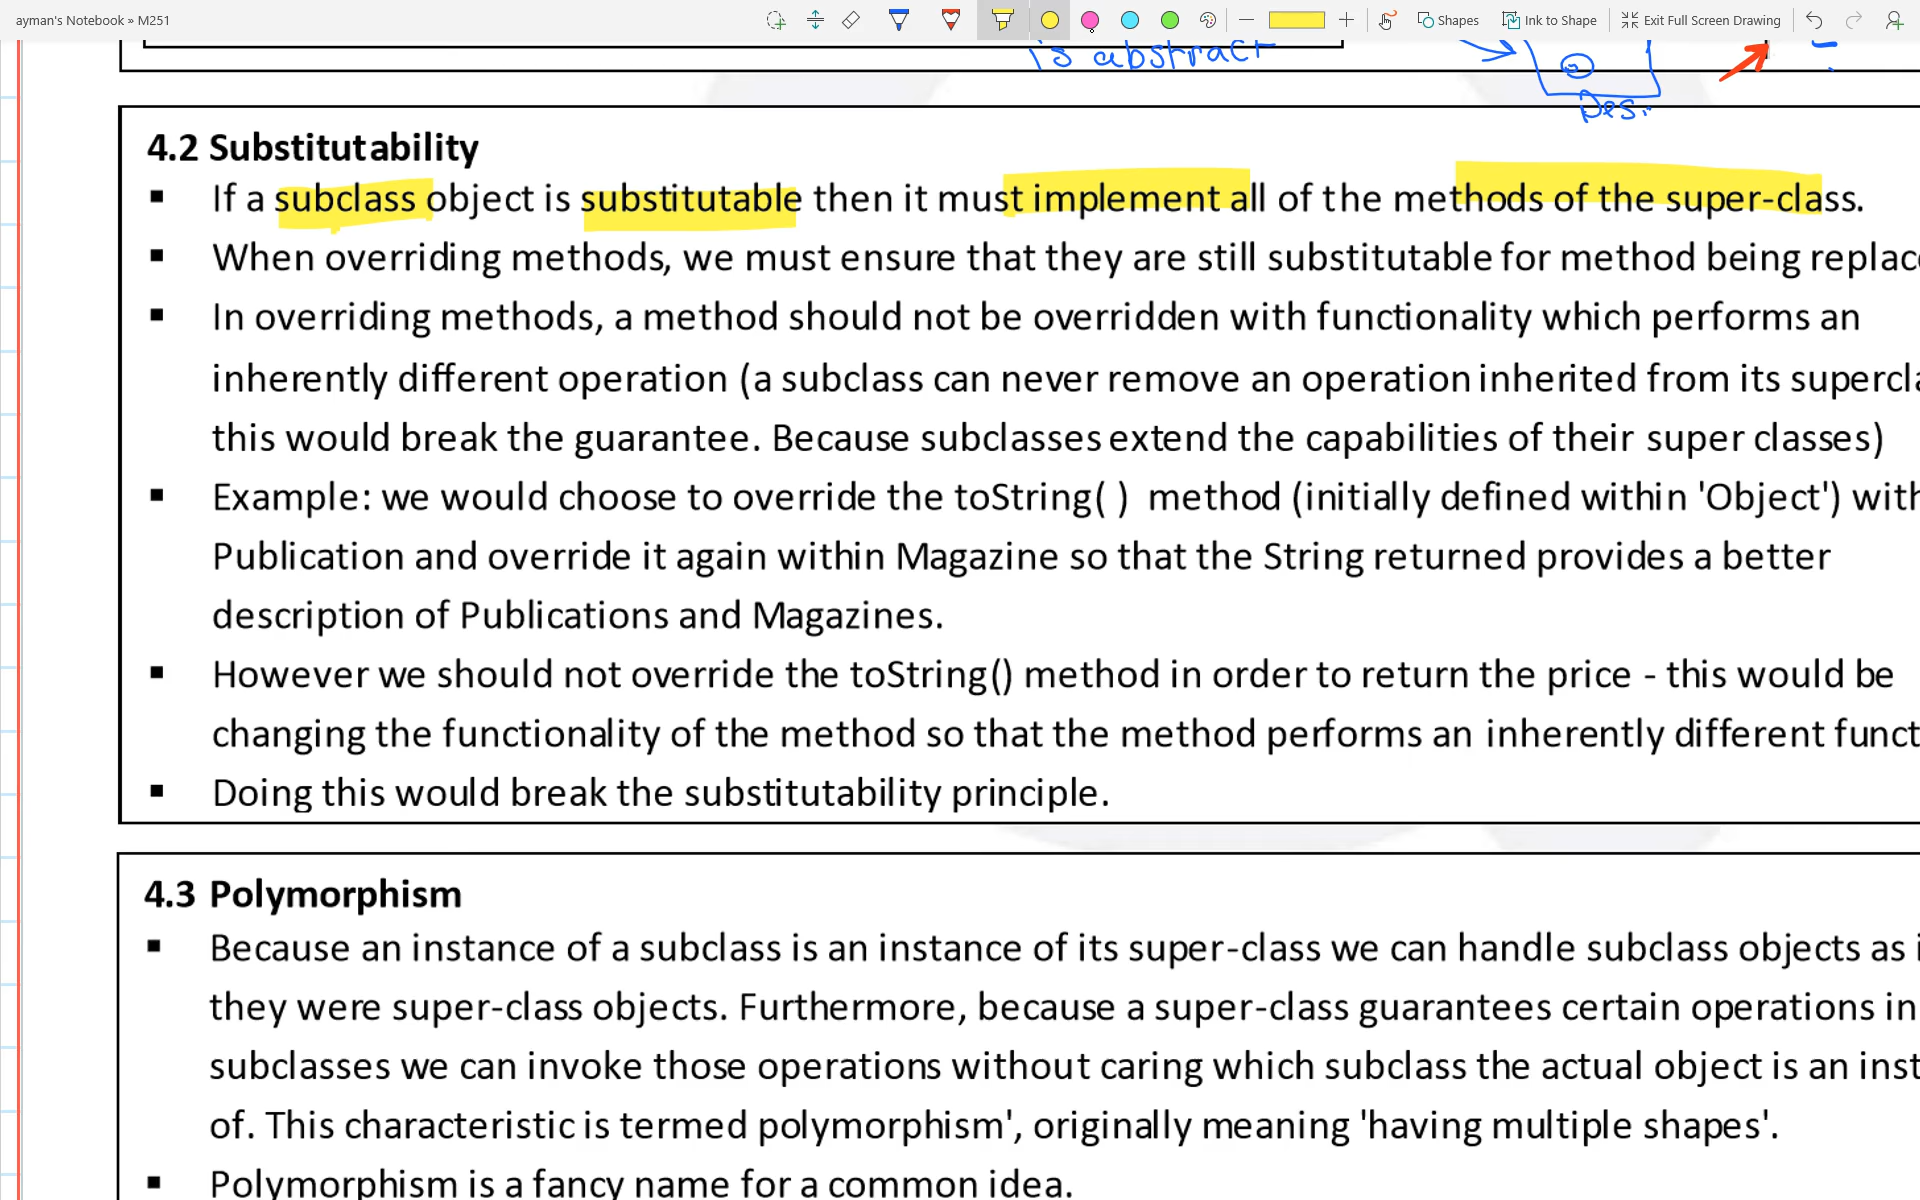 ayman's Notebook » M251
Shapes
Ink to Shape
Exit Full Screen Drawing
is abstract
Des.
4.2 Substitutability
▪ If a subclass object is substitutable then it must implement all of the methods of the super-class.
▪ When overriding methods, we must ensure that they are still substitutable for method being replac
▪ In overriding methods, a method should not be overridden with functionality which performs an
inherently different operation (a subclass can never remove an operation inherited from its supercla
this would break the guarantee. Because subclasses extend the capabilities of their super classes)
▪ Example: we would choose to override the toString( ) method (initially defined within 'Object') with
Publication and override it again within Magazine so that the String returned provides a better
description of Publications and Magazines.
▪ However we should not override the toString() method in order to return the price - this would be
changing the functionality of the method so that the method performs an inherently different funct
▪ Doing this would break the substitutability principle.
4.3 Polymorphism
▪ Because an instance of a subclass is an instance of its super-class we can handle subclass objects as i
they were super-class objects. Furthermore, because a super-class guarantees certain operations in
subclasses we can invoke those operations without caring which subclass the actual object is an inst
of. This characteristic is termed polymorphism', originally meaning 'having multiple shapes'.
▪ Polymorphism is a fancy name for a common idea.